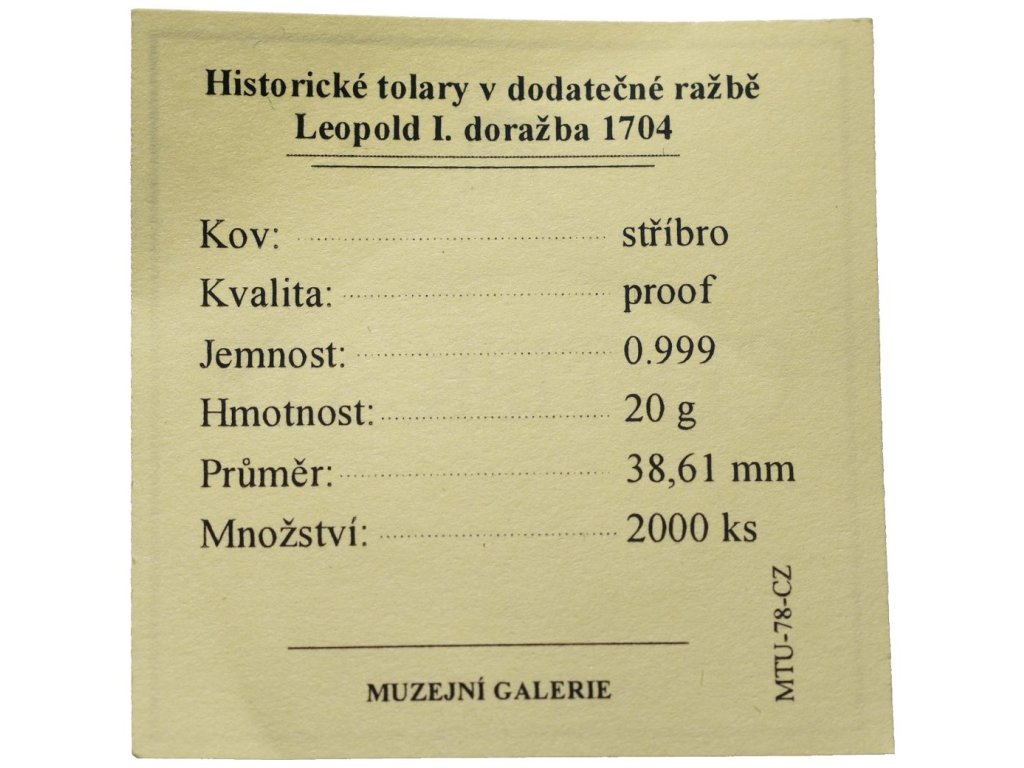 Historické tolary v dodatečné ražbě
Leopold I. doražba 1704
Kov: stříbro
Kvalita: proof
Jemnost: 0.999
Hmotnost: 20 g
Průměr: 38,61 mm
Množství: 2000 ks
MTU-78-CZ
MUZEJNÍ GALERIE